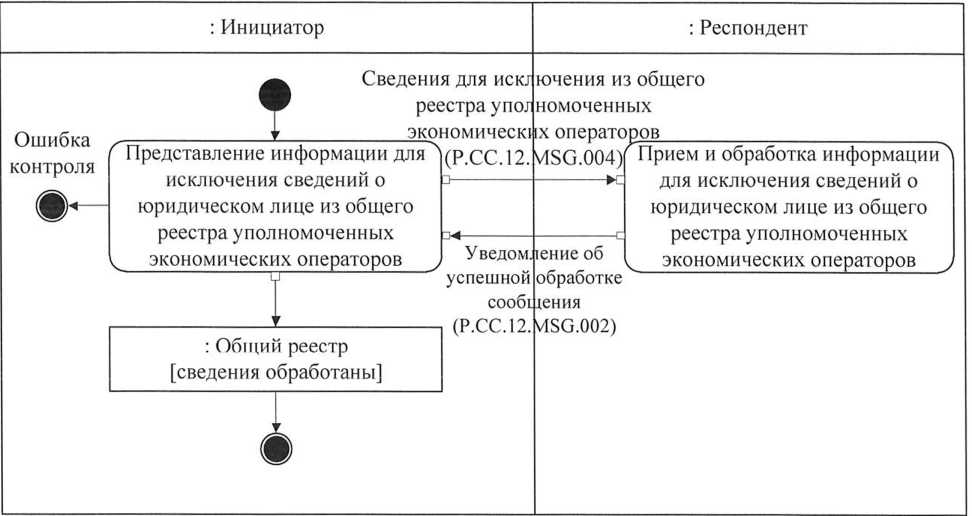 : Инициатор
: Респондент
Сведения для исключения из общего
реестра уполномоченных
экономических операторов
(P.CC.12.MSG.004)
Ошибка
контроля
Представление информации для
исключения сведений о
юридическом лице из общего
реестра уполномоченных
экономических операторов
Прием и обработка информации
для исключения сведений о
юридическом лице из общего
реестра уполномоченных
экономических операторов
Уведомление об
успешной обработке
сообщения
(P.CC.12.MSG.002)
: Общий реестр
[сведения обработаны]